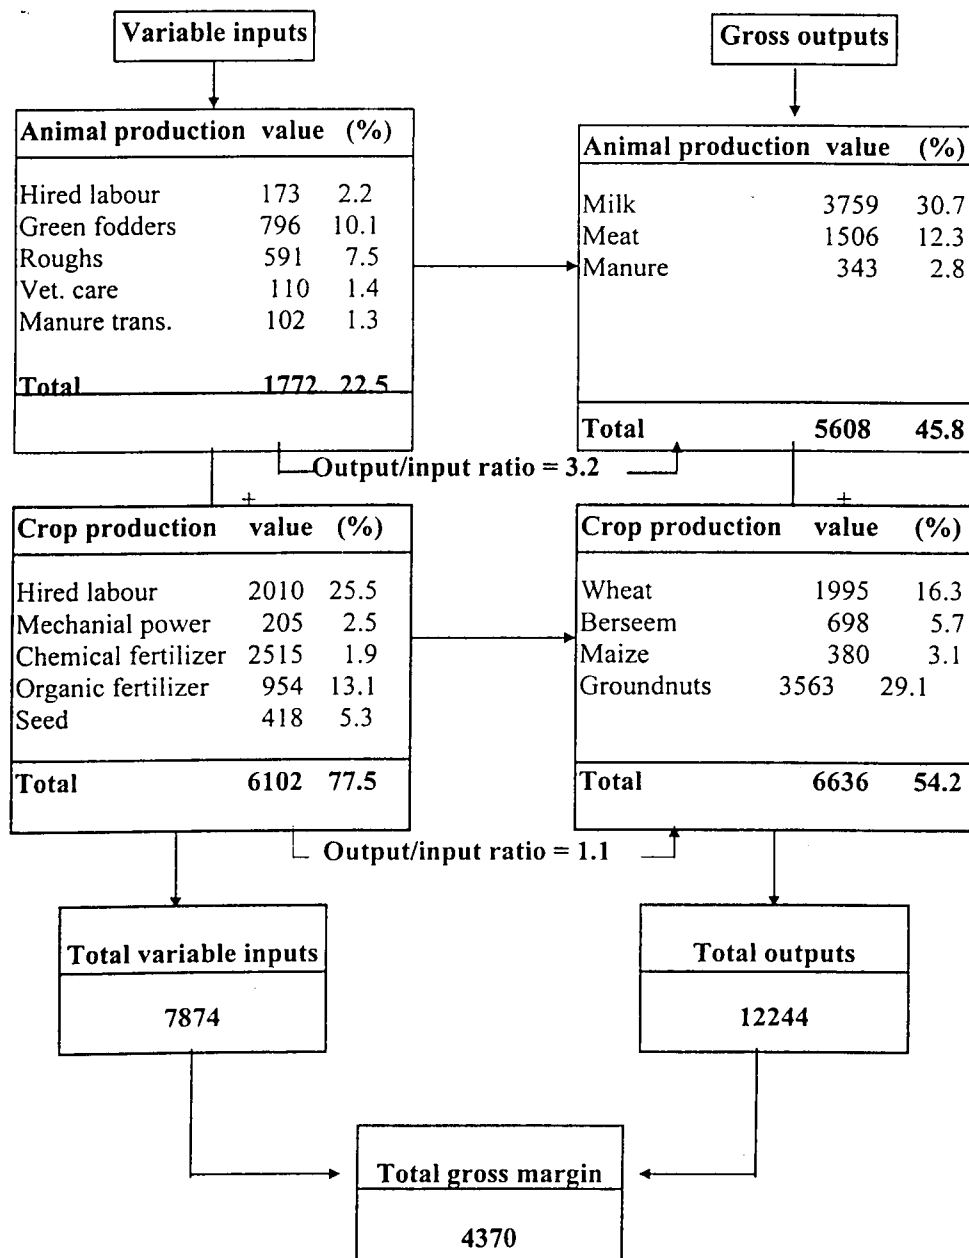 Variable inputs
Gross outputs
Animal production value (%)
Hired labour 173 2.2
Green fodders 796 10.1
Roughs 591 7.5
Vet. care 110 1.4
Manure trans. 102 1.3
Total 1772 22.5
Animal production value (%)
Milk 3759 30.7
Meat 1506 12.3
Manure 343 2.8
Total 5608 45.8
Output/input ratio = 3.2
+
+
Crop production value (%)
Hired labour 2010 25.5
Mechanial power 205 2.5
Chemical fertilizer 2515 1.9
Organic fertilizer 954 13.1
Seed 418 5.3
Total 6102 77.5
Crop production value (%)
Wheat 1995 16.3
Berseem 698 5.7
Maize 380 3.1
Groundnuts 3563 29.1
Total 6636 54.2
Output/input ratio = 1.1
Total variable inputs
7874
Total outputs
12244
Total gross margin
4370